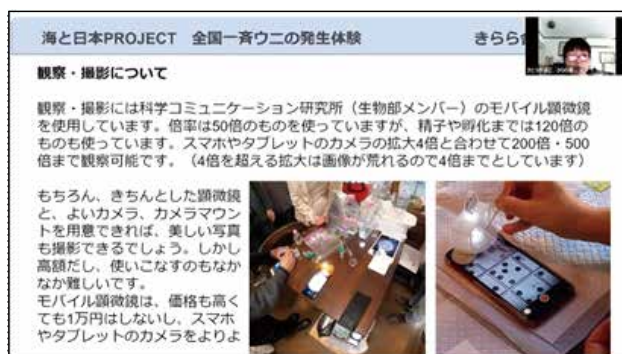 海と日本PROJECT 全国一斉ウニの発生体験
きらら
観察・撮影について
観察・撮影には科学コミュニケーション研究所（生物部メンバー）のモバイル顕微鏡
を使用しています。倍率は50倍のものを使っていますが、精子や孵化までは120倍の
ものも使っています。スマホやタブレットのカメラの拡大4倍と合わせて200倍・500
倍まで観察可能です。（4倍を超える拡大は画像が荒れるので4倍までとしています）
もちろん、きちんとした顕微鏡
と、よいカメラ、カメラマウン
トを用意できれば、美しい写真
も撮影できるでしょう。しかし
高額だし、使いこなすのもなか
なか難しいです。
モバイル顕微鏡は、価格も高く
ても1万円はしないし、スマホ
やタブレットのカメラをよりよ